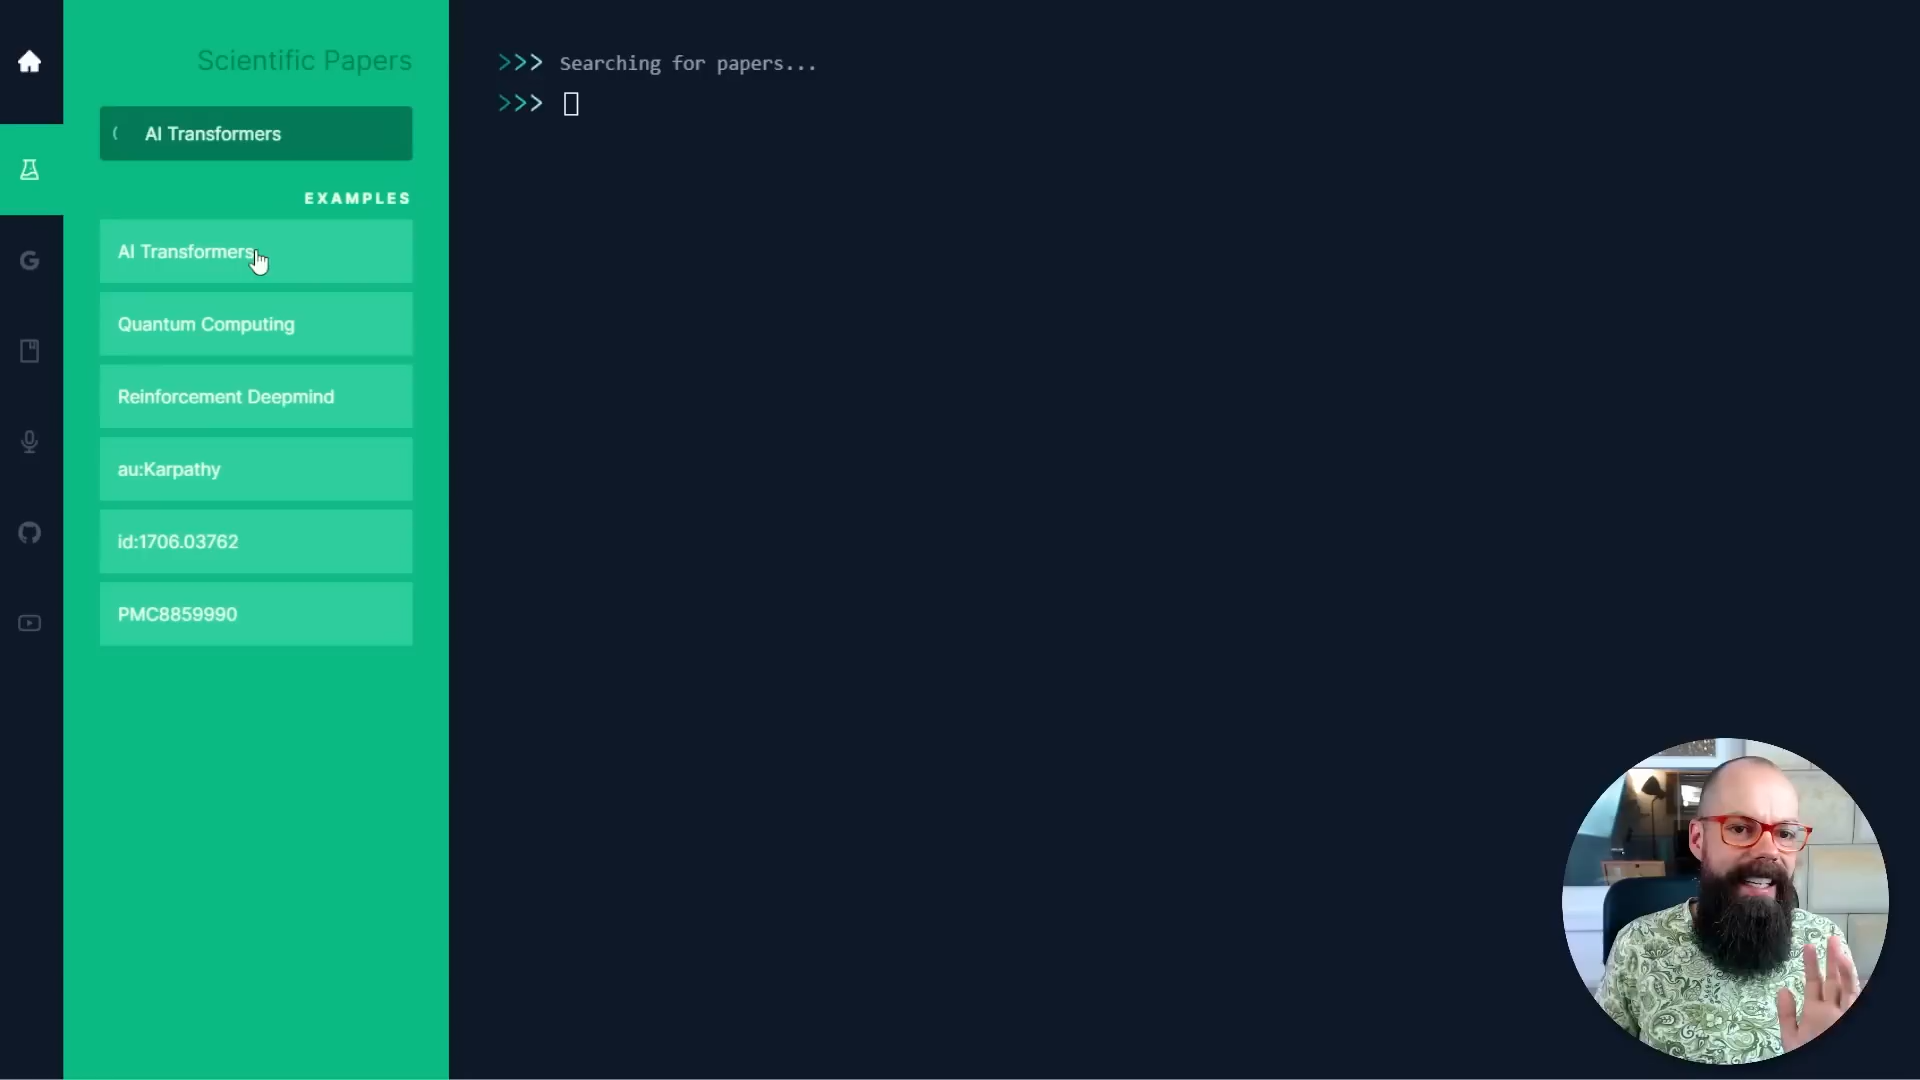 Scientific Papers
AI Transformers
EXAMPLES
AI Transformers
Quantum Computing
Reinforcement Deepmind
au:Karpathy
id:1706.03762
PMC8859990
>>> Searching for papers...
>>>